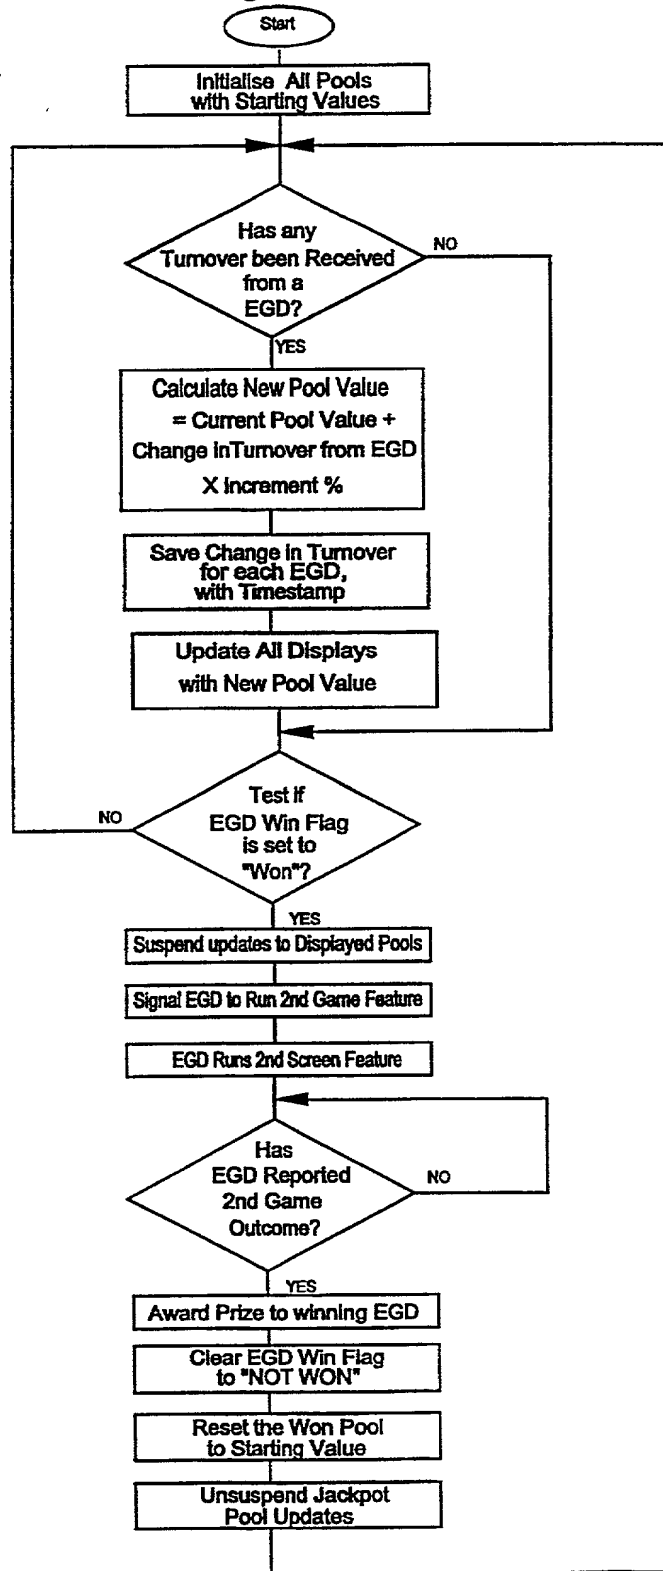 Start
Initialise All Pools
with Starting Values
Has any
Turnover been Received
from a
EGD?
NO
YES
Calculate New Pool Value
= Current Pool Value +
Change inTurnover from EGD
X Increment %
Save Change in Turnover
for each EGD,
with Timestamp
Update All Displays
with New Pool Value
Test if
EGD Win Flag
is set to
"Won"?
NO
YES
Suspend updates to Displayed Pools
Signal EGD to Run 2nd Game Feature
EGD Runs 2nd Screen Feature
Has
EGD Reported
2nd Game
Outcome?
NO
YES
Award Prize to winning EGD
Clear EGD Win Flag
to "NOT WON"
Reset the Won Pool
to Starting Value
Unsuspend Jackpot
Pool Updates